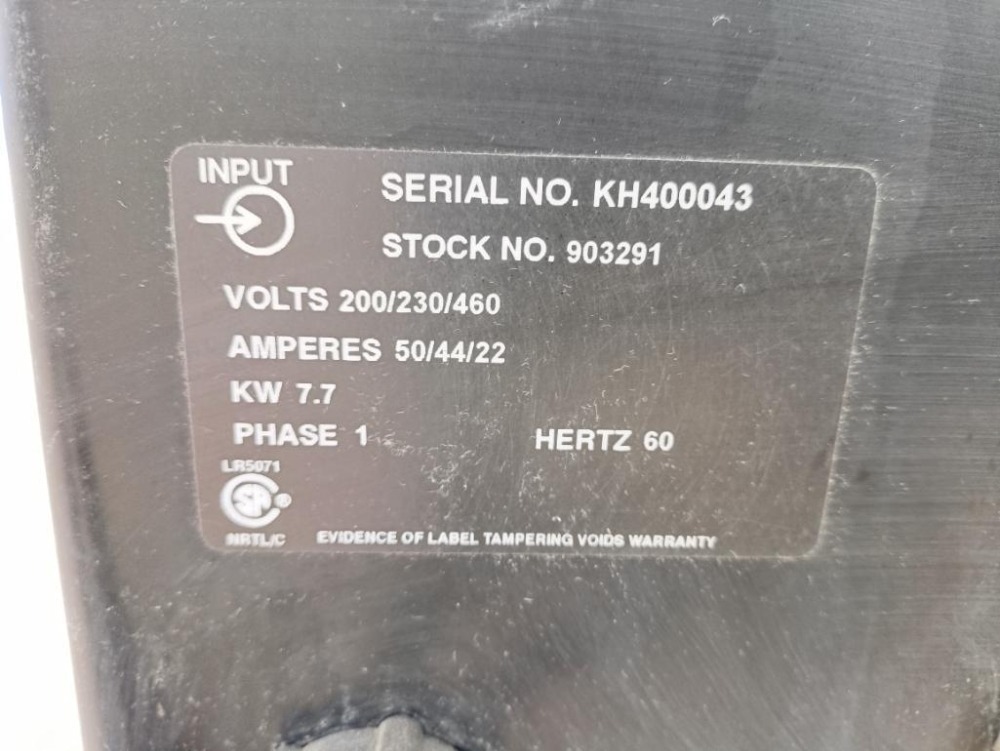 INPUT
SERIAL NO. KH400043
STOCK NO. 903291
VOLTS 200/230/460
AMPERES 50/44/22
KW 7.7
PHASE 1
HERTZ 60
LR5071
®
NRTL/C
EVIDENCE OF LABEL TAMPERING VOIDS WARRANTY